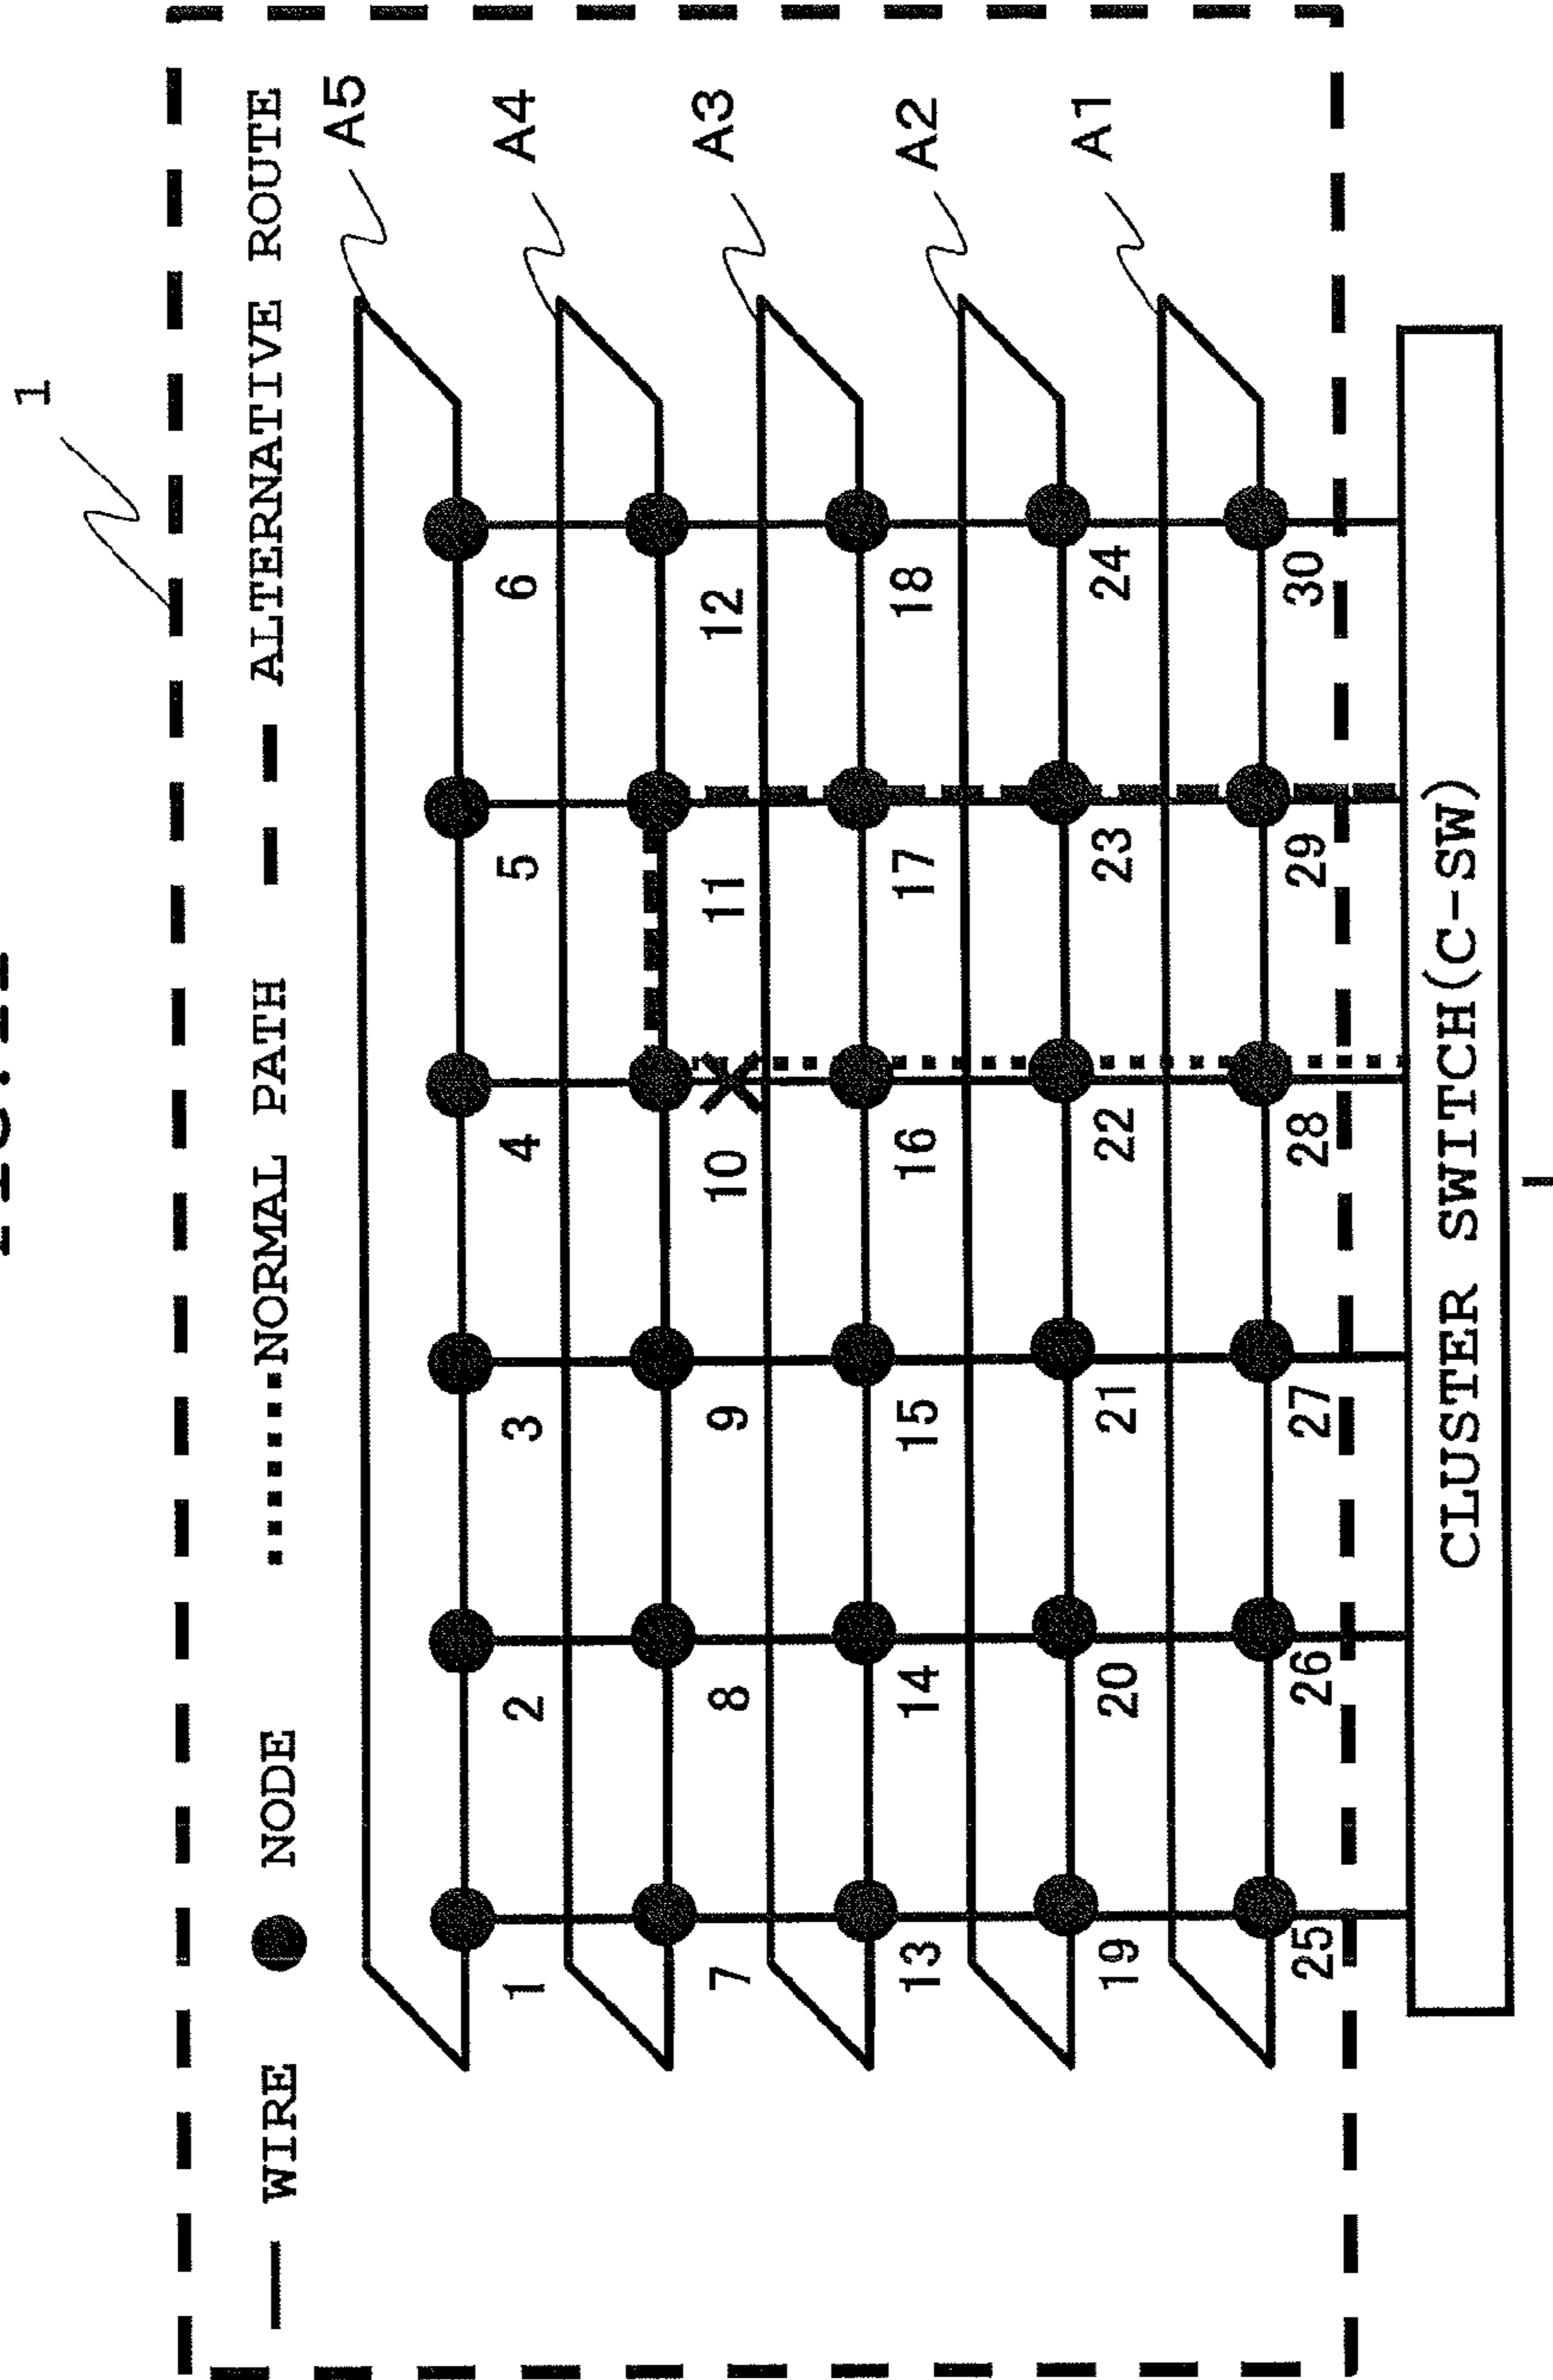 1
WIRE NODE NORMAL PATH ALTERNATIVE ROUTE
A5
1 2 3 4 5 6
A4
7 8 9 10 11 12
A3
13 14 15 16 17 18
A2
19 20 21 22 23 24
A1
25 26 27 28 29 30
CLUSTER SWITCH(C-SW)